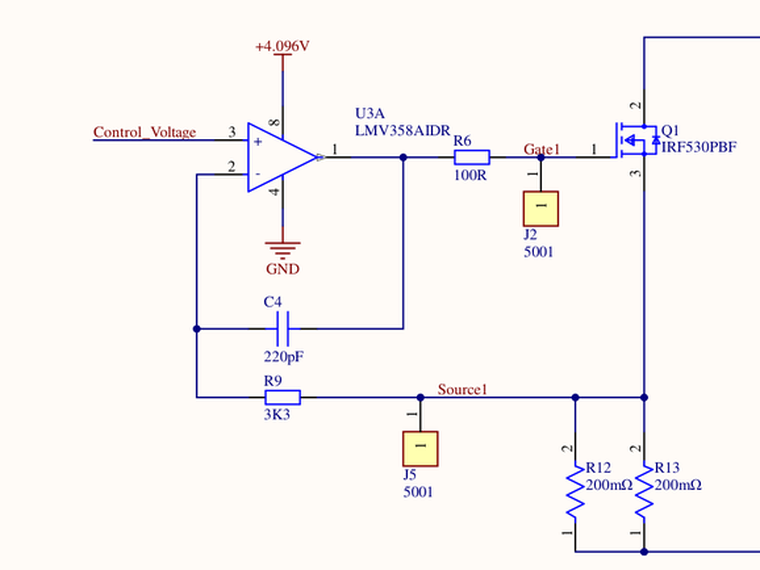 +4.096V
U3A
LMV358AIDR
Control_Voltage
3
8
+
2
-
4
1
GND
R6
100R
Gate1
1
1
1
J2
5001
2
Q1
IRF530PBF
3
C4
220pF
R9
3K3
Source1
1
1
J5
5001
2
R12
200mΩ
1
2
R13
200mΩ
1